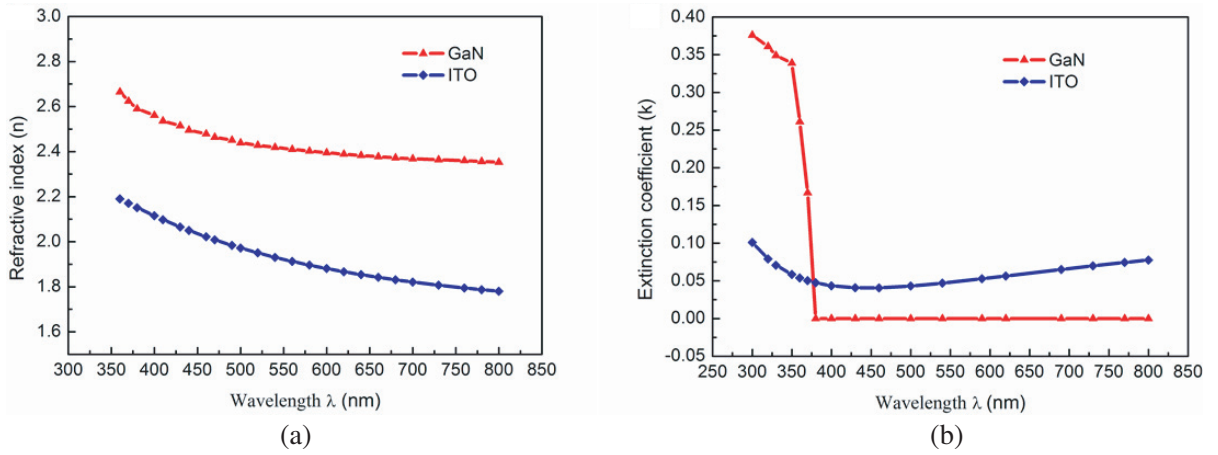 3.0
2.8
2.6
2.4
2.2
2.0
1.8
1.6
Refractive index (n)
GaN
ITO
300 350 400 450 500 550 600 650 700 750 800 850
Wavelength λ (nm)
(a)
0.40
0.35
0.30
0.25
0.20
0.15
0.10
0.05
0.00
-0.05
Extinction coefficient (k)
GaN
ITO
250 300 350 400 450 500 550 600 650 700 750 800 850
Wavelength λ (nm)
(b)